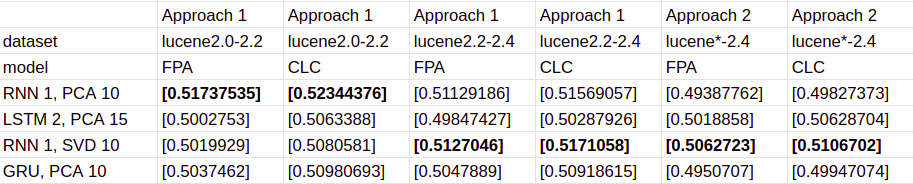 Approach 1 Approach 1 Approach 1 Approach 1 Approach 2 Approach 2
dataset lucene2.0-2.2 lucene2.0-2.2 lucene2.2-2.4 lucene2.2-2.4 lucene*-2.4 lucene*-2.4
model FPA CLC FPA CLC FPA CLC
RNN 1, PCA 10 [0.51737535] [0.52344376] [0.51129186] [0.51569057] [0.49387762] [0.49827373]
LSTM 2, PCA 15 [0.5002753] [0.5063388] [0.49847427] [0.50287926] [0.5018858] [0.50628704]
RNN 1, SVD 10 [0.5019929] [0.5080581] [0.5127046] [0.5171058] [0.5062723] [0.5106702]
GRU, PCA 10 [0.5037462] [0.50980693] [0.5047889] [0.50918615] [0.4950707] [0.49947074]